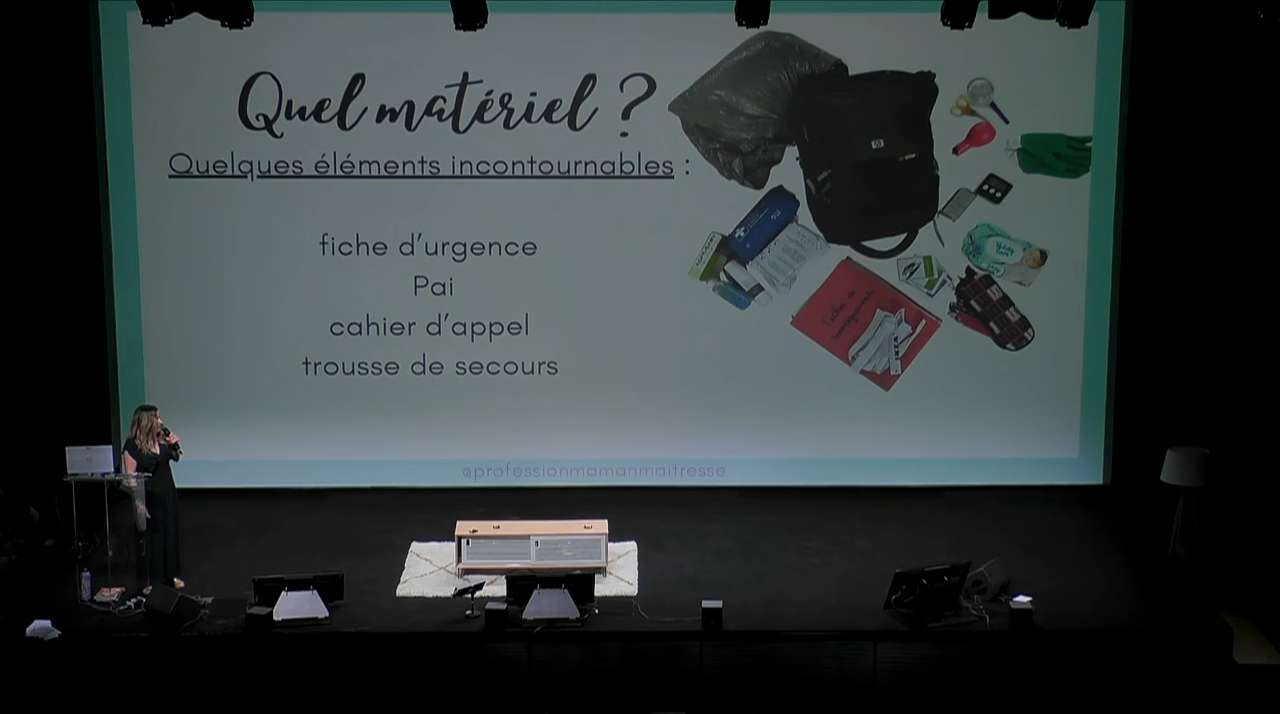 Quel matériel ?
Quelques éléments incontournables :
fiche d'urgence
Pai
cahier d'appel
trousse de secours
@professionmamanmaitresse